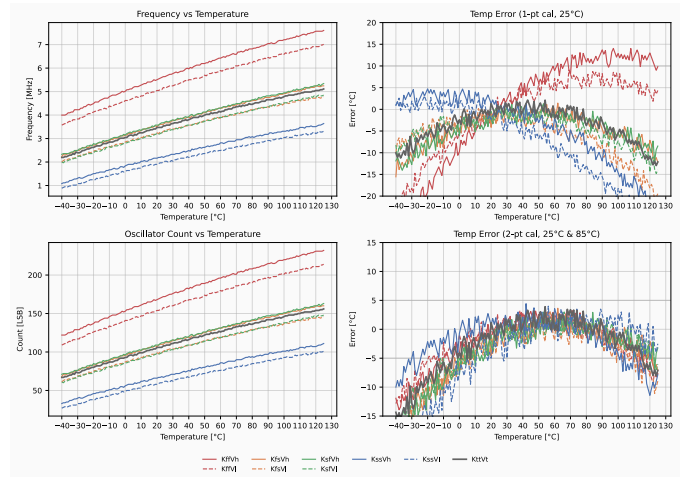 Frequency vs Temperature
Frequency [MHz]
7
6
5
4
3
2
1
−40−30−20−10 0 10 20 30 40 50 60 70 80 90 100 110 120 130
Temperature [°C]
Temp Error (1-pt cal, 25°C)
Error [°C]
20
15
10
5
0
−5
−10
−15
−20
−40−30−20−10 0 10 20 30 40 50 60 70 80 90 100 110 120 130
Temperature [°C]
Oscillator Count vs Temperature
Count [LSB]
200
150
100
50
−40−30−20−10 0 10 20 30 40 50 60 70 80 90 100 110 120 130
Temperature [°C]
Temp Error (2-pt cal, 25°C & 85°C)
Error [°C]
15
10
5
0
−5
−10
−15
−40−30−20−10 0 10 20 30 40 50 60 70 80 90 100 110 120 130
Temperature [°C]
KffVh KfsVh KsfVh KssVh KssVl KttVt
KffVl KfsVl KsfVl